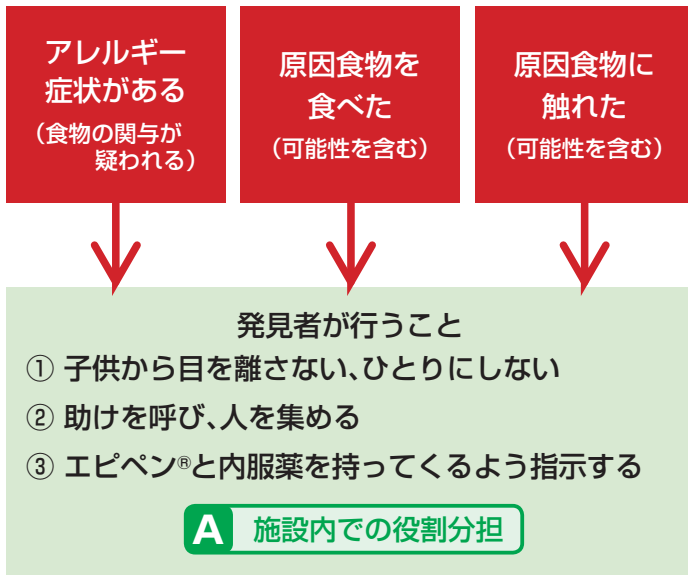 アレルギー
症状がある
（食物の関与が
疑われる）
原因食物を
食べた
（可能性を含む）
原因食物に
触れた
（可能性を含む）
発見者が行うこと
① 子供から目を離さない、ひとりにしない
② 助けを呼び、人を集める
③ エピペン®と内服薬を持ってくるよう指示する
A 施設内での役割分担